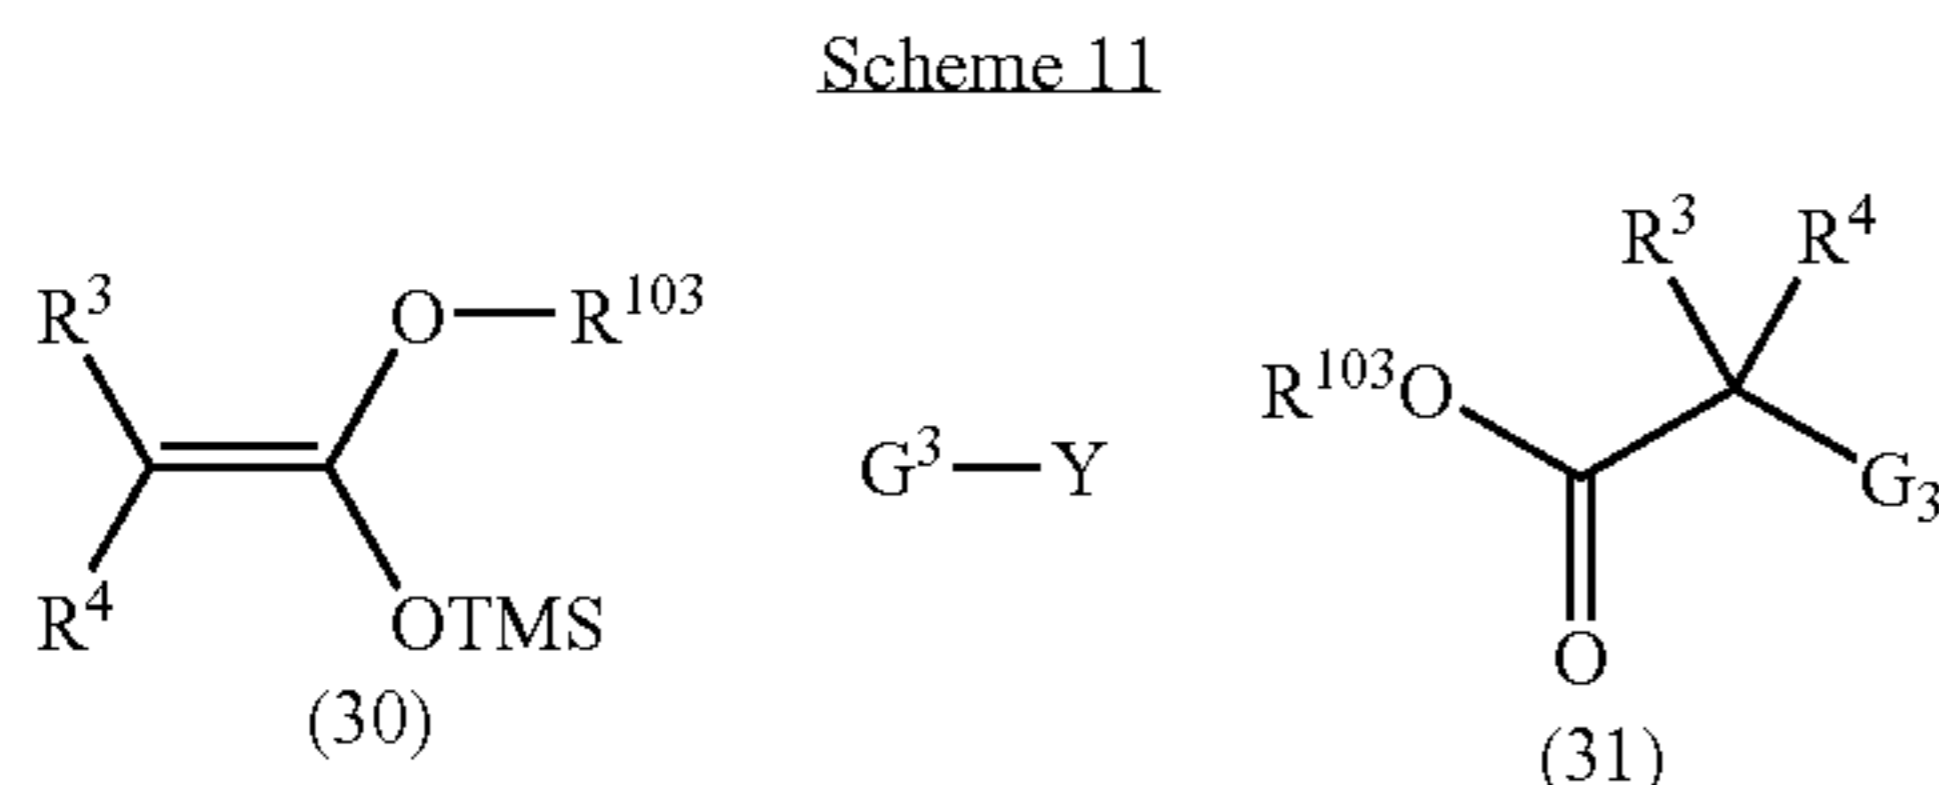 Scheme 11
R³ R⁴
R³ O—R¹⁰³
R¹⁰³O
G³—Y
G₃
R⁴ OTMS
O
(30)
(31)